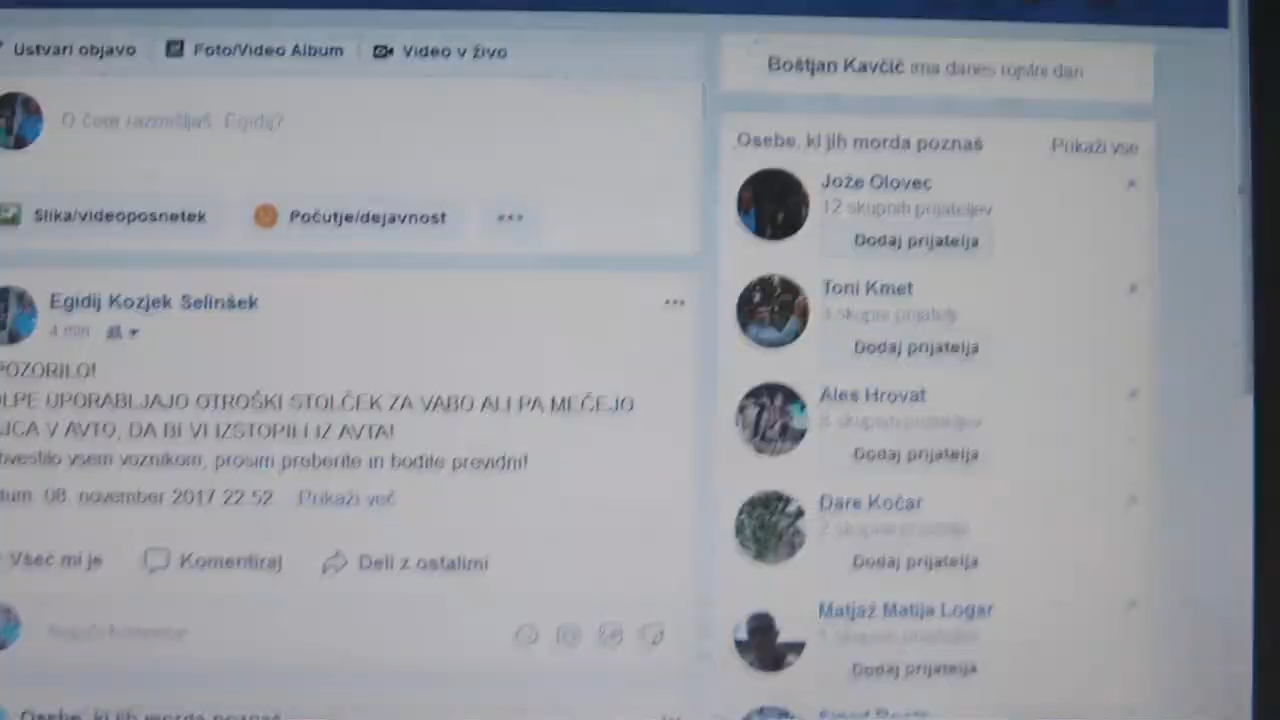 Ustvari objavo
Foto/Video Album
Video v živo
O čem razmišljaš, Egidij?
Slika/videoposnetek
Počutje/dejavnost
Egidij Kozjek Selinšek
4 min
POZORILO!
UPORABLJAJO OTROŠKI STOLČEK ZA VABO ALI PA MEČEJO
V AVTO, DA BI VI IZSTOPILI IZ AVTA!
vsem voznikom, prosim preberite in bodite previdni!
08. november 2017 22:52 Prikaži več
Všeč mi je
Komentiraj
Deli z ostalimi
Osebe, ki jih morda poznaš
Boštjan Kavčič ima danes rojstni dan
Osebe, ki jih morda poznaš
Prikaži vse
Jože Olovec
12 skupnih prijateljev
Dodaj prijatelja
Toni Kmet
Dodaj prijatelja
Ales Hrovat
Dodaj prijatelja
Dare Kočar
Dodaj prijatelja
Matjaž Matija Logar
Dodaj prijatelja